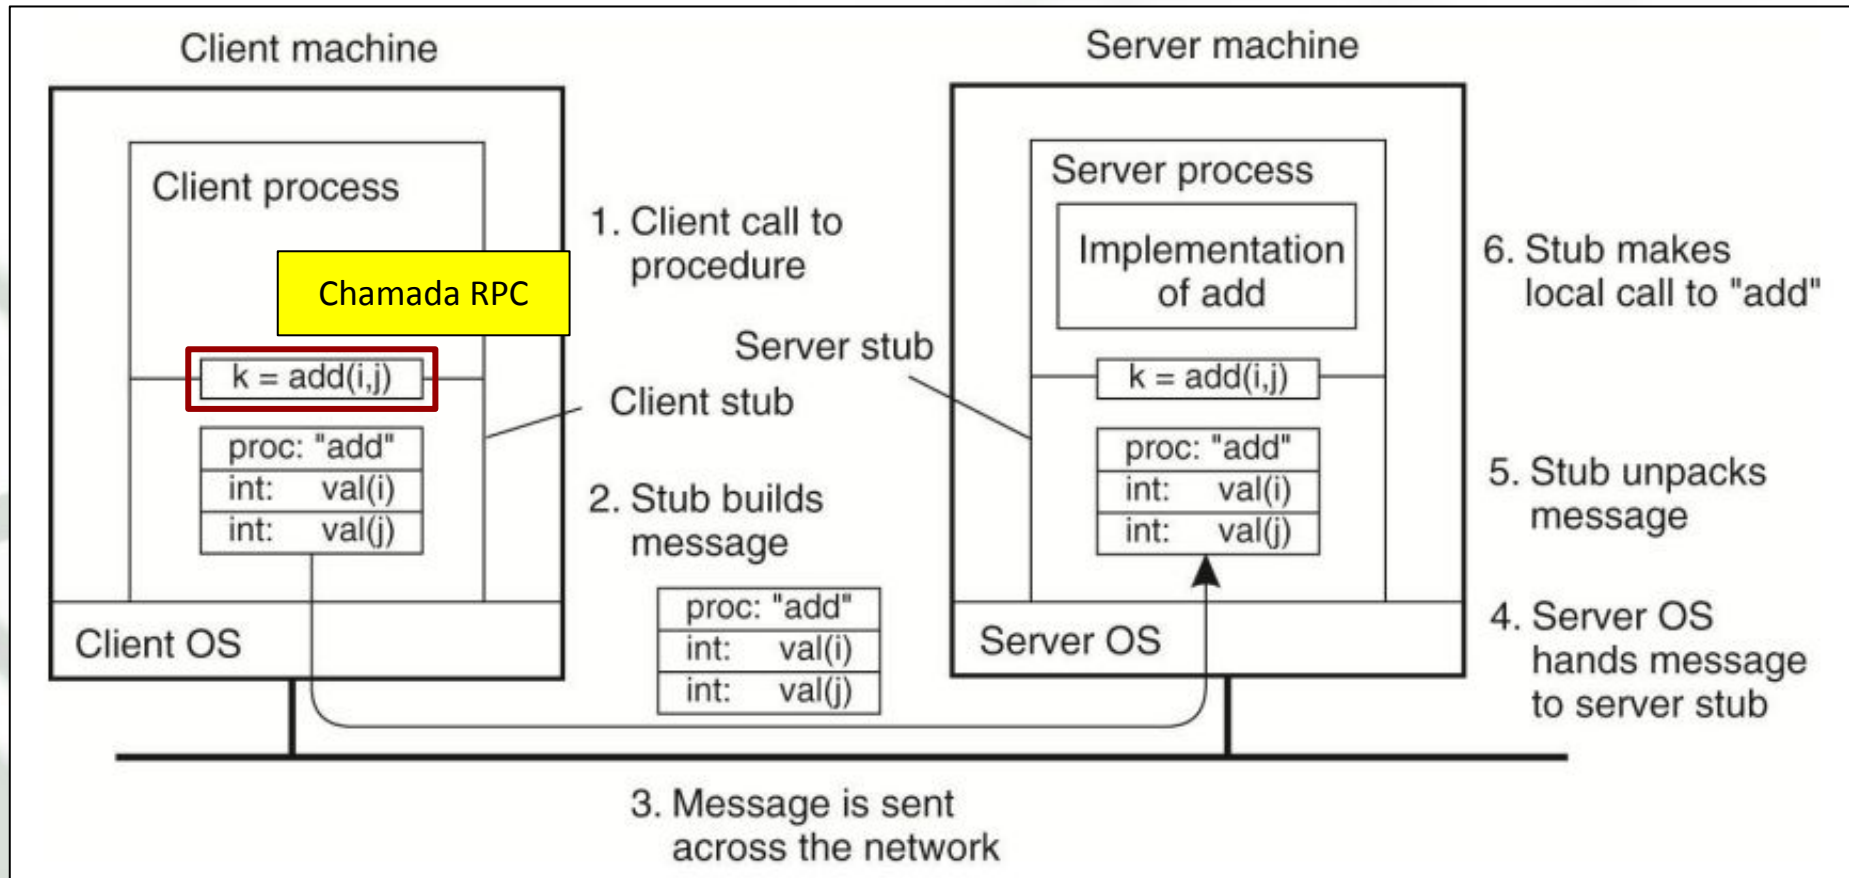 Client machine
Server machine
Client process
Chamada RPC
k = add(i,j)
proc: "add"
int: val(i)
int: val(j)
Client OS
1. Client call to
procedure
Server stub
Client stub
2. Stub builds
message
proc: "add"
int: val(i)
int: val(j)
3. Message is sent
across the network
Server process
Implementation
of add
k = add(i,j)
proc: "add"
int: val(i)
int: val(j)
Server OS
6. Stub makes
local call to "add"
5. Stub unpacks
message
4. Server OS
hands message
to server stub